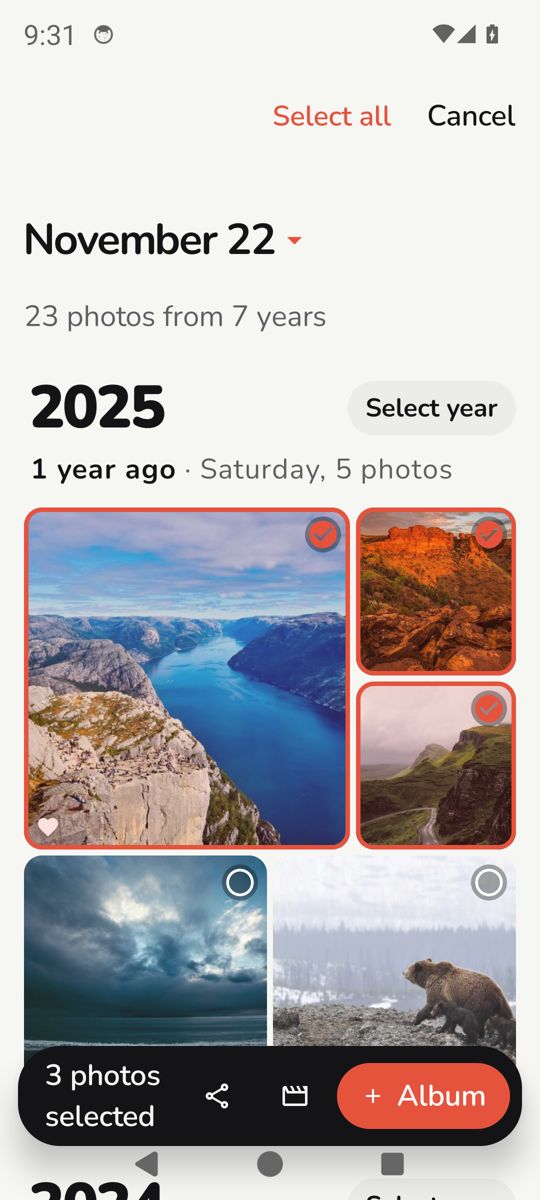 9:31
Select all Cancel
November 22
23 photos from 7 years
2025 Select year
1 year ago · Saturday, 5 photos
3 photos
selected
+ Album
2024